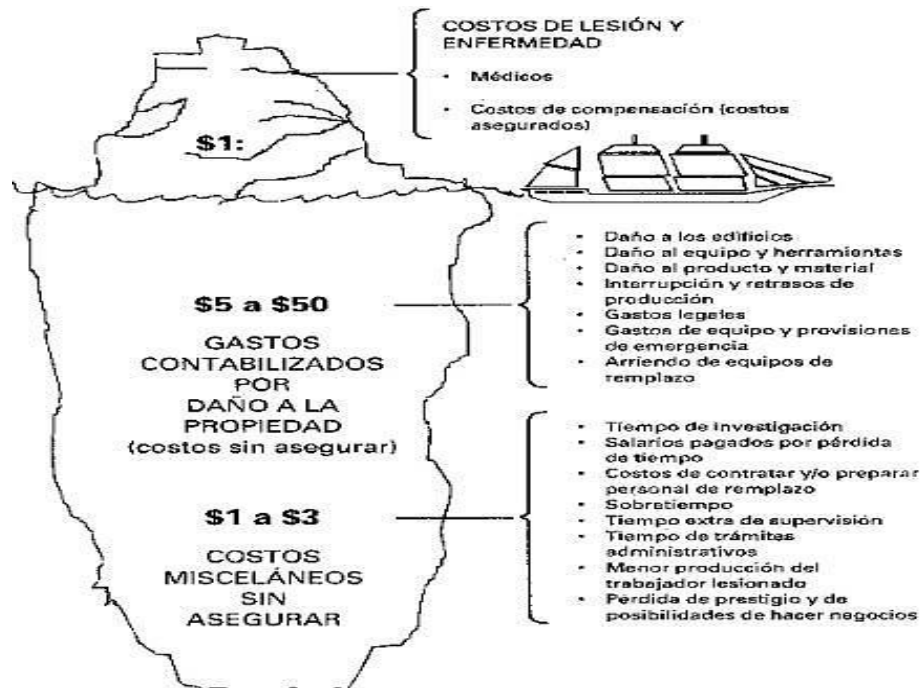 COSTOS DE LESIÓN Y
ENFERMEDAD
• Médicos
• Costos de compensación (costos
asegurados)
$1:
• Daño a los edificios
• Daño al equipo y herramientas
• Daño al producto y material
• Interrupción y retrasos de
producción
• Gastos legales
• Gastos de equipo y provisiones
de emergencia
• Arriendo de equipos de
remplazo
$5 a $50
GASTOS
CONTABILIZADOS
POR
DAÑO A LA
PROPIEDAD
(costos sin asegurar)
• Tiempo de investigación
• Salarios pagados por pérdida
de tiempo
• Costos de contratar y/o preparar
personal de remplazo
• Sobretiempo
• Tiempo extra de supervisión
• Tiempo de trámites
administrativos
• Menor producción del
trabajador lesionado
• Pérdida de prestigio y de
posibilidades de hacer negocios
$1 a $3
COSTOS
MISCELÁNEOS
SIN
ASEGURAR